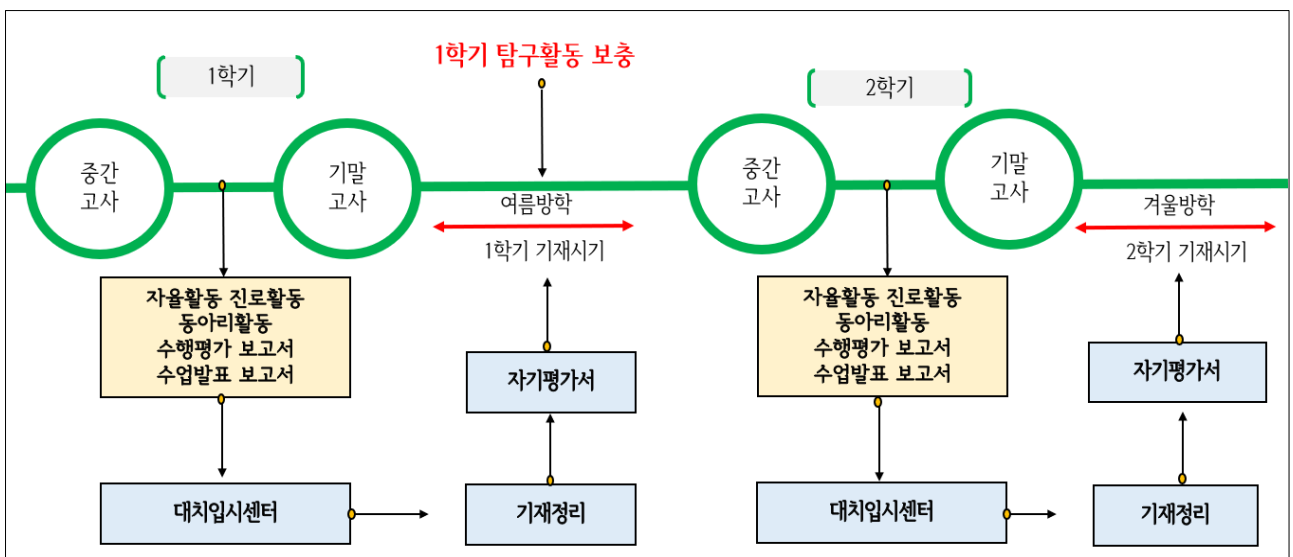 1학기
1학기 탐구활동 보충
2학기
중간
고사
기말
고사
여름방학
1학기 기재시기
중간
고사
기말
고사
겨울방학
2학기 기재시기
자율활동 진로활동
동아리활동
수행평가 보고서
수업발표 보고서
자기평가서
자율활동 진로활동
동아리활동
수행평가 보고서
수업발표 보고서
자기평가서
대치입시센터
기재정리
대치입시센터
기재정리